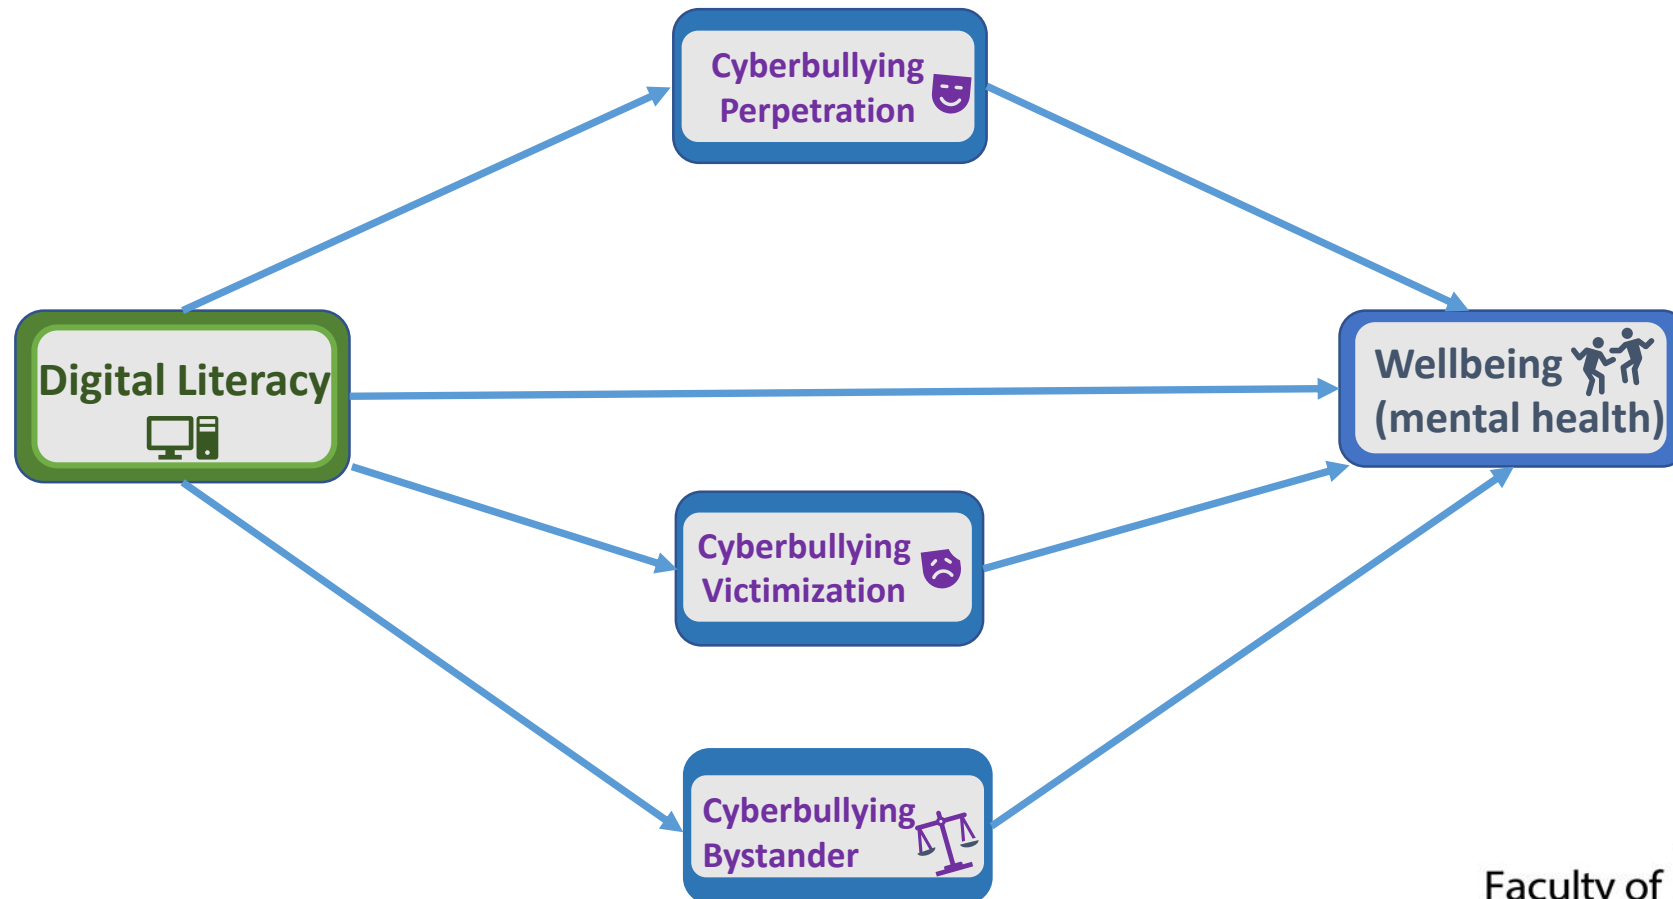 Cyberbullying
Perpetration
Digital Literacy
Wellbeing
(mental health)
Cyberbullying
Victimization
Cyberbullying
Bystander
Faculty of